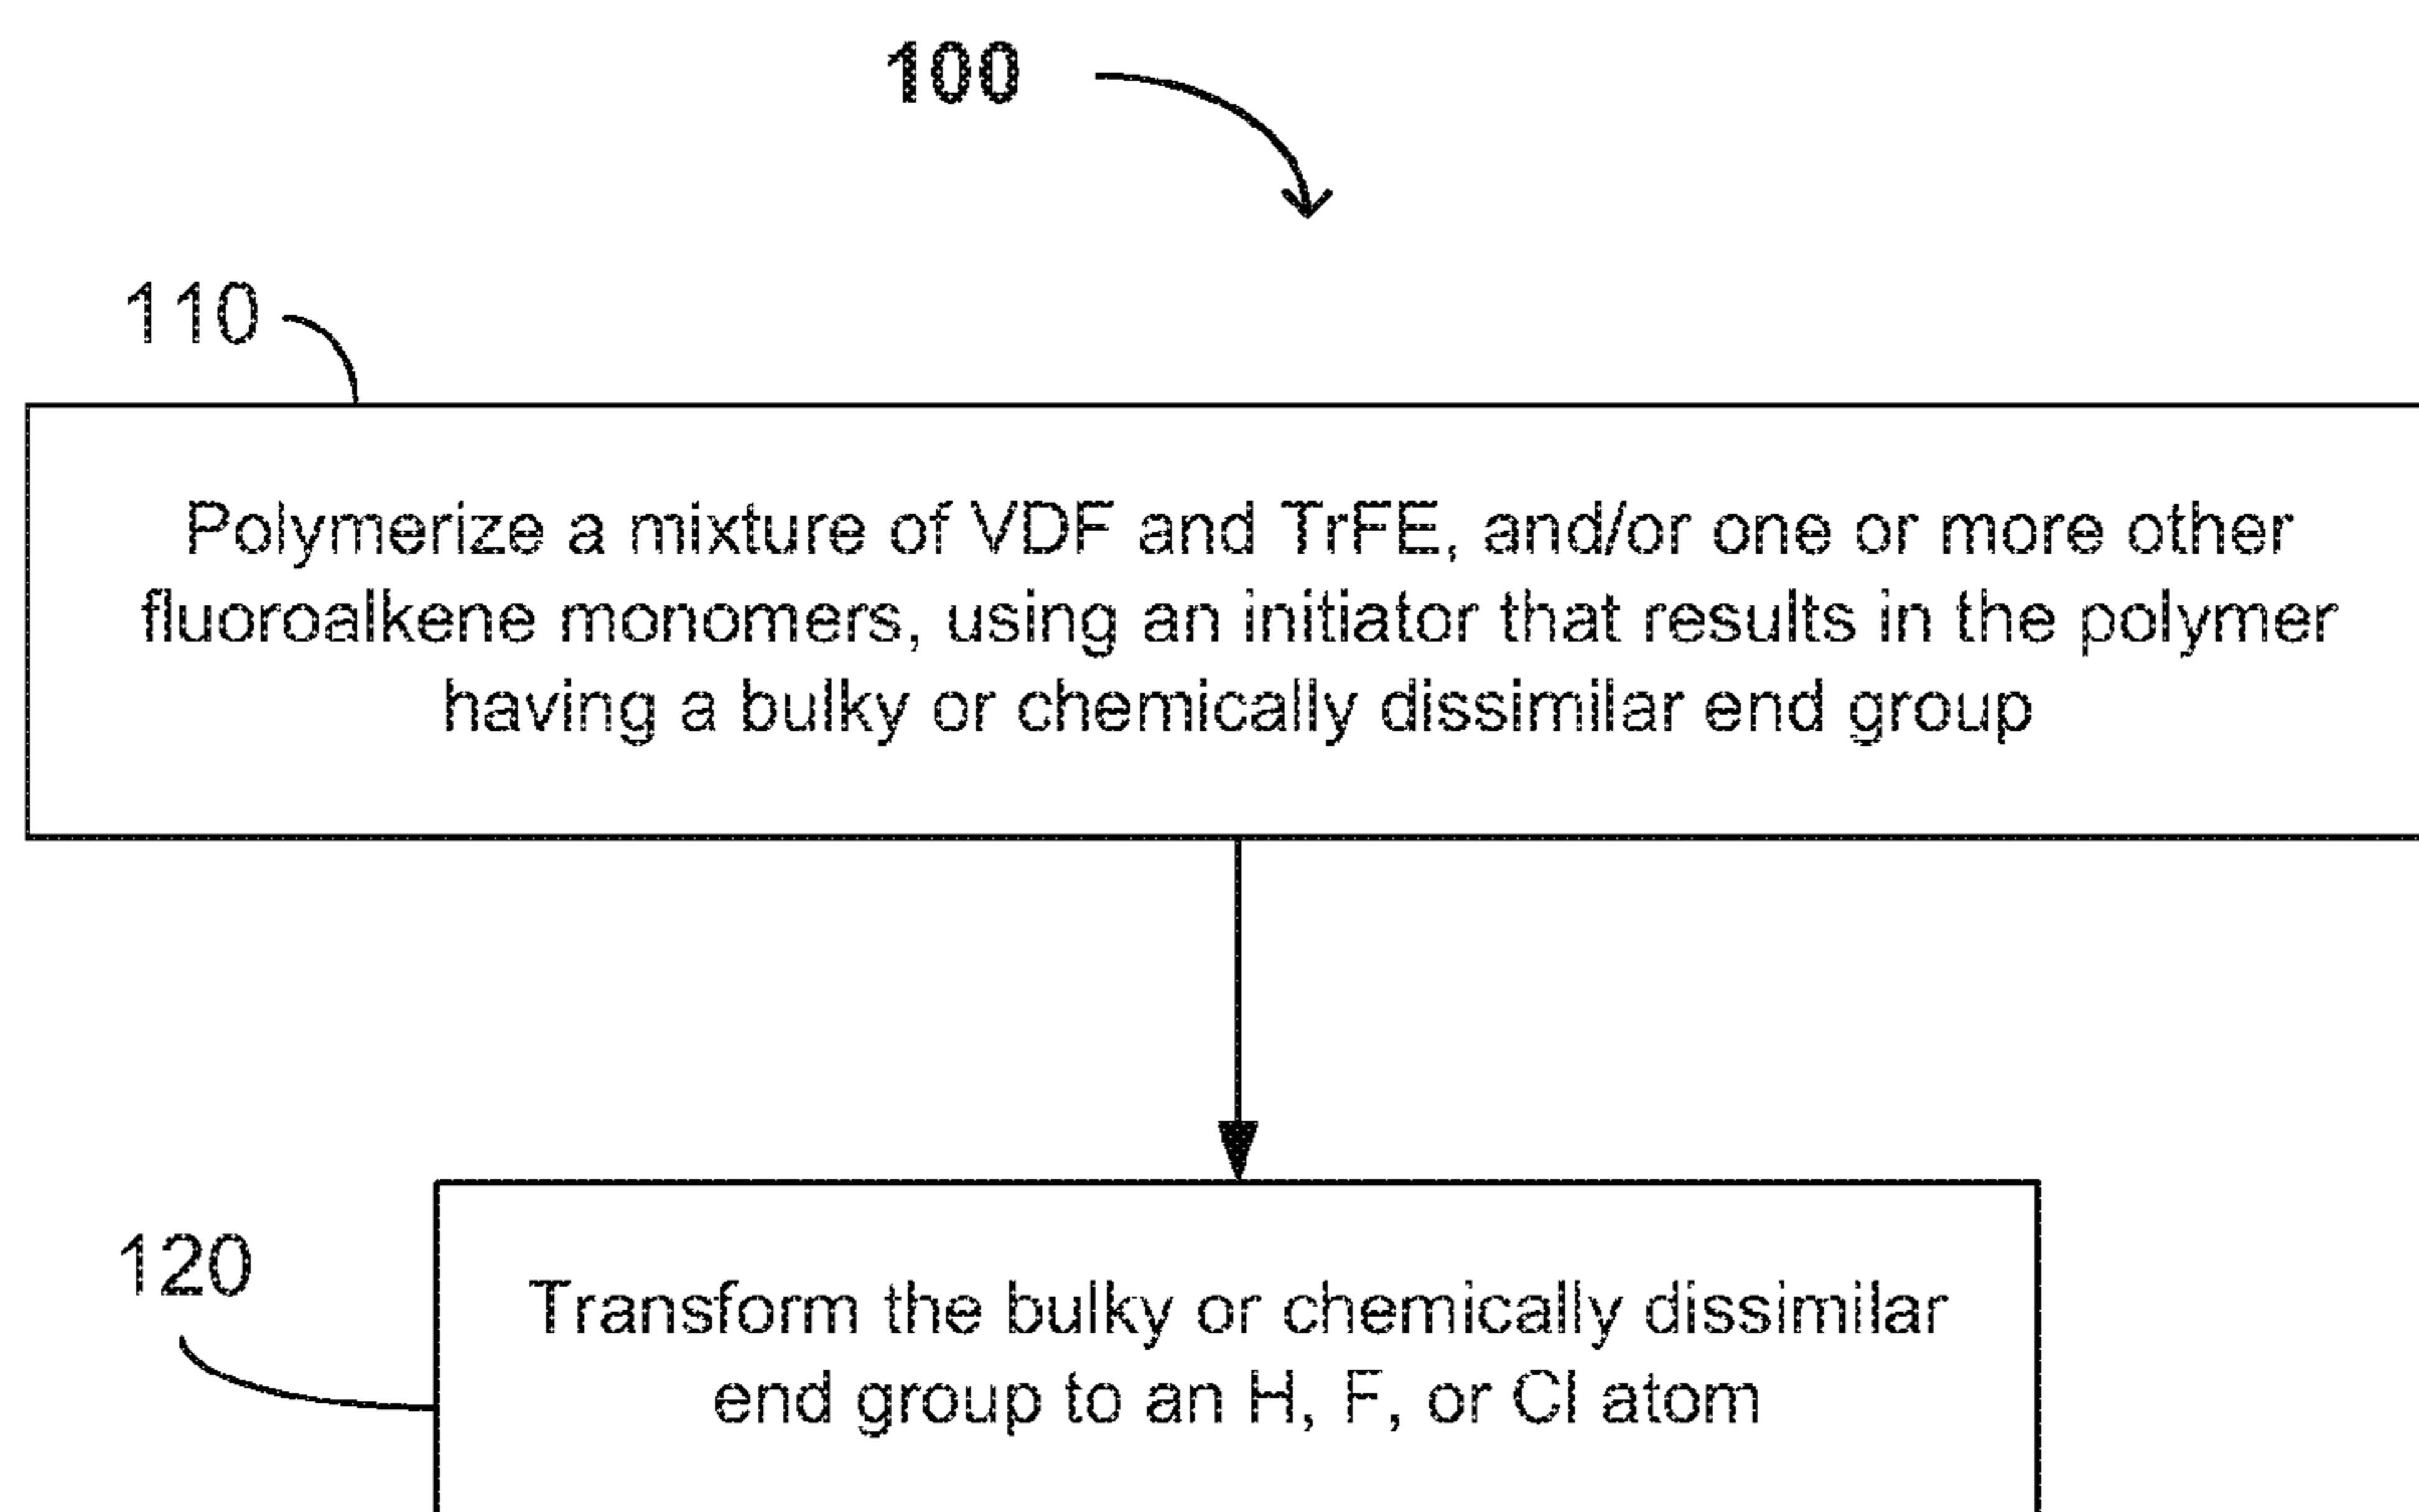 100
110
Polymerize a mixture of VDF and TrFE, and/or one or more other
fluoroalkene monomers, using an initiator that results in the polymer
having a bulky or chemically dissimilar end group
120
Transform the bulky or chemically dissimilar
end group to an H, F, or Cl atom